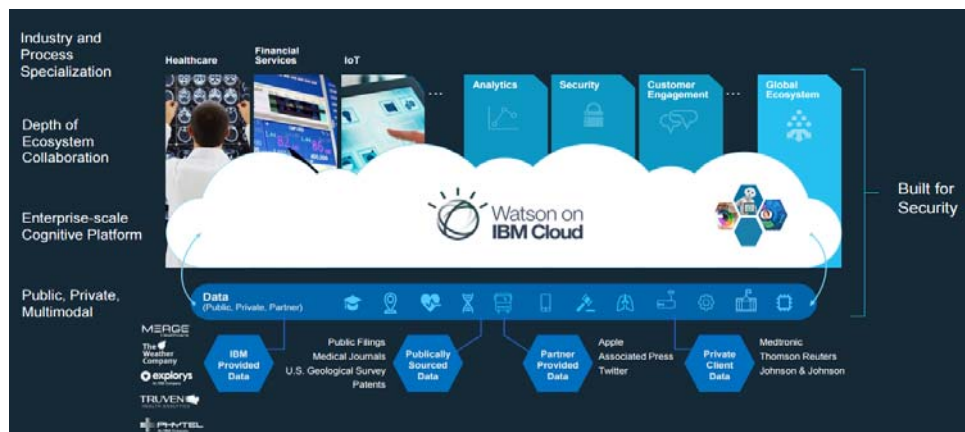 Industry and
Process
Specialization
Depth of
Ecosystem
Collaboration
Enterprise-scale
Cognitive Platform
Public, Private,
Multimodal
Healthcare
Financial
Services
IoT
...
Analytics
Security
Customer
Engagement
...
Global
Ecosystem
Built for
Security
Watson on
IBM Cloud
Data
(Public, Private, Partner)
MERGE
The
Weather
Company
explorys
TRUVEN
HEALTH ANALYTICS
PHYTEL
IBM
Provided
Data
Public Filings
Medical Journals
U.S. Geological Survey
Patents
Publically
Sourced Data
Partner
Provided Data
Apple
Associated Press
Twitter
Private
Client
Data
Medtronic
Thomson Reuters
Johnson & Johnson